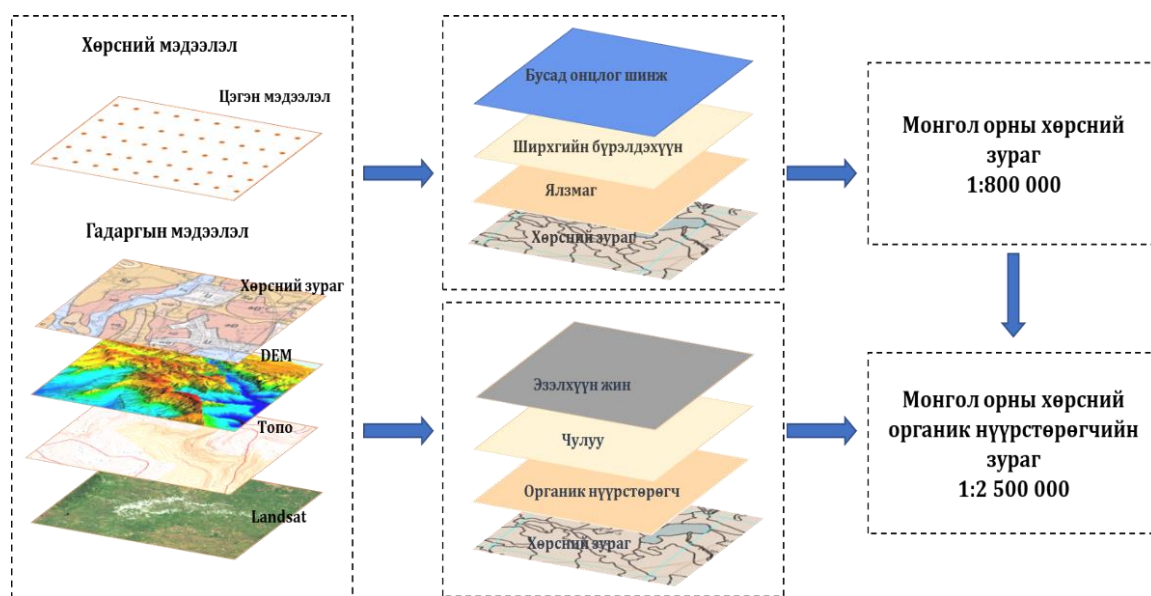 Хөрсний мэдээлэл
Цэгэн мэдээлэл
Гадаргын мэдээлэл
Хөрсний зураг
DEM
Топо
Landsat
Бусад онцлог шинж
Ширхгийн бүрэлдэхүүн
Ялзмаг
Хөрсний зураг
Эзэлхүүн жин
Чулуу
Органик нүүрстөрөгч
Хөрсний зураг
Монгол орны хөрсний
зураг
1:800 000
Монгол орны хөрсний
органик нүүрстөрөгчийн
зураг
1:2 500 000